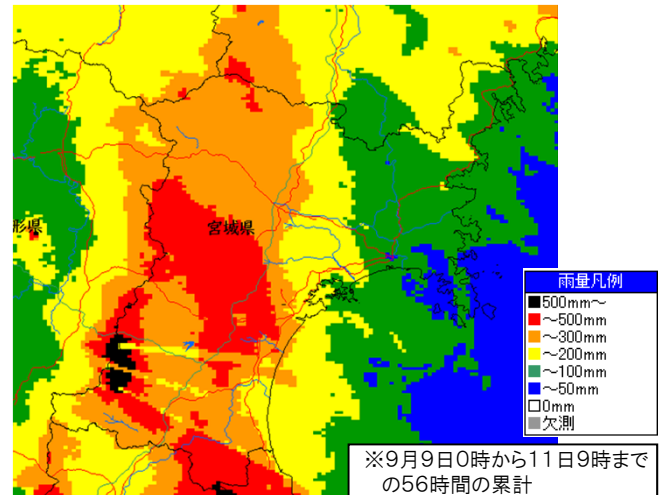 形県
宮城県
雨量凡例
500mm～
～500mm
～300mm
～200mm
～100mm
～50mm
0mm
欠測
※9月9日0時から11日9時まで
の56時間の累計